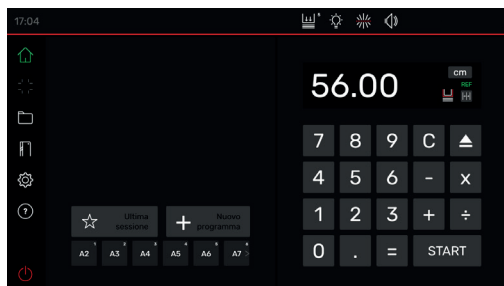 17:04
cm
56.00
REF
7 8 9 C
4 5 6 - x
1 2 3 + ÷
0 . = START
Ultima
sessione
Nuovo
programma
A2 A3 A4 A5 A6 A7 >
?